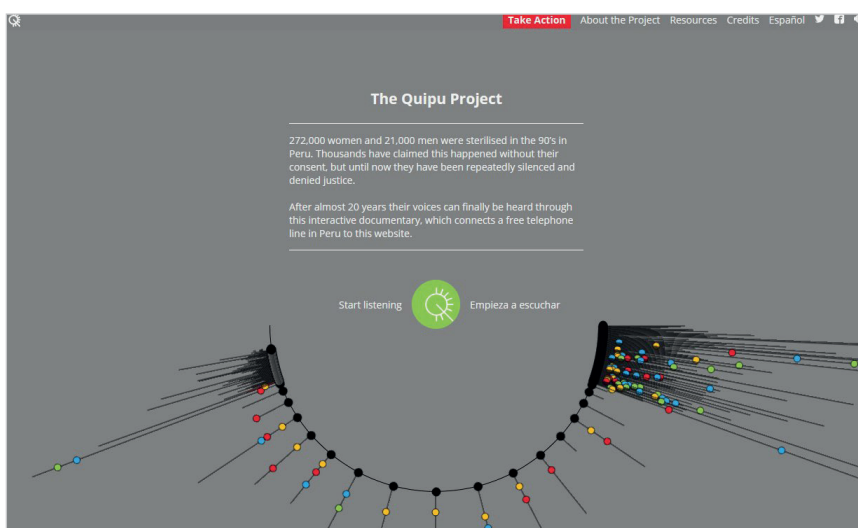 Take Action About the Project Resources Credits Español
The Quipu Project
272,000 women and 21,000 men were sterilised in the 90's in
Peru. Thousands have claimed this happened without their
consent, but until now they have been repeatedly silenced and
denied justice.
After almost 20 years their voices can finally be heard through
this interactive documentary, which connects a free telephone
line in Peru to this website.
Start listening Empieza a escuchar